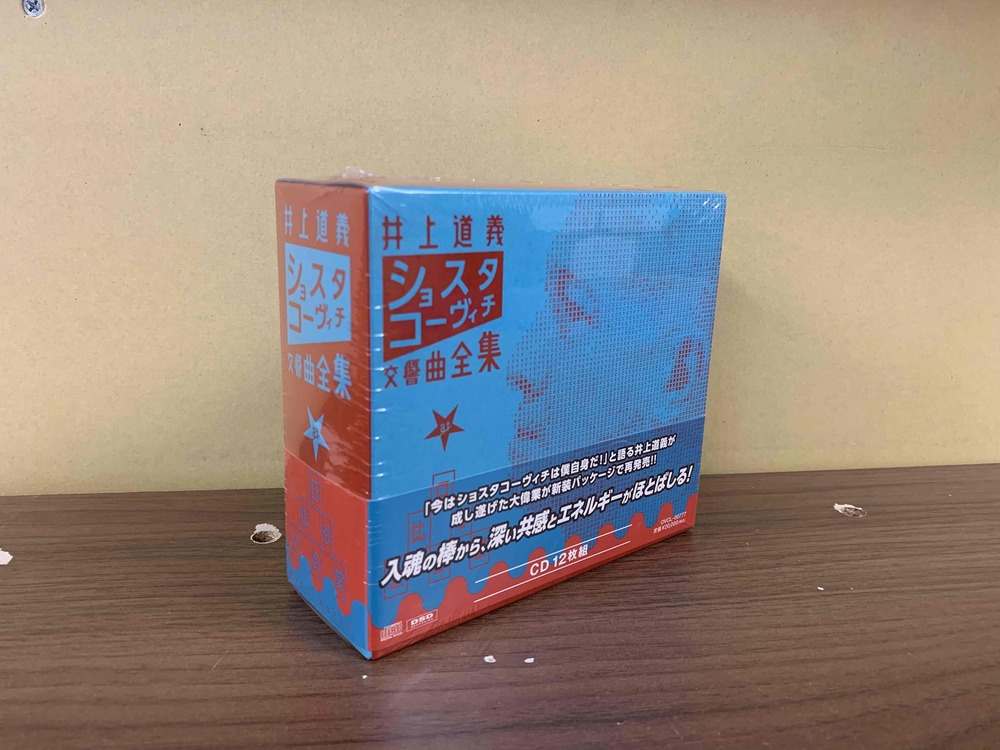 井上道義
ショスタ
コーヴィチ
交響曲全集
井上道義
ショスタ
コーヴィチ
交響曲全集
「今はショスタコーヴィチは僕自身だ!」と語る井上道義が
成し遂げた大偉業が新装パッケージで再発売!!
入魂の棒から、深い共感とエネルギーがほとばしる!
CD 12枚組
OVCL-00777
DSD